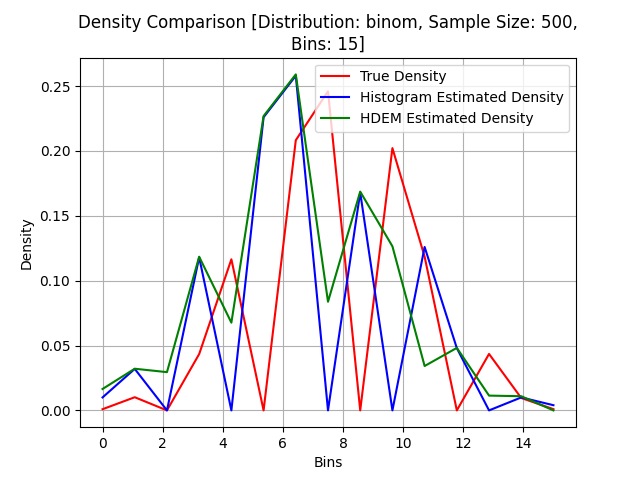 Density Comparison [Distribution: binom, Sample Size: 500,
Bins: 15]
True Density
Histogram Estimated Density
HDEM Estimated Density
Density
0.25
0.20
0.15
0.10
0.05
0.00
0 2 4 6 8 10 12 14
Bins